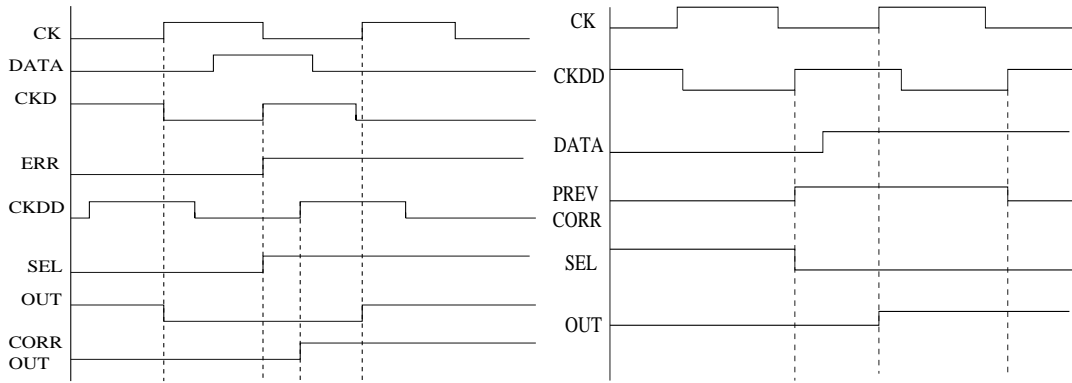 CK
DATA
CKD
ERR
CKDD
SEL
OUT
CORR
OUT
CK
CKDD
DATA
PREV
CORR
SEL
OUT